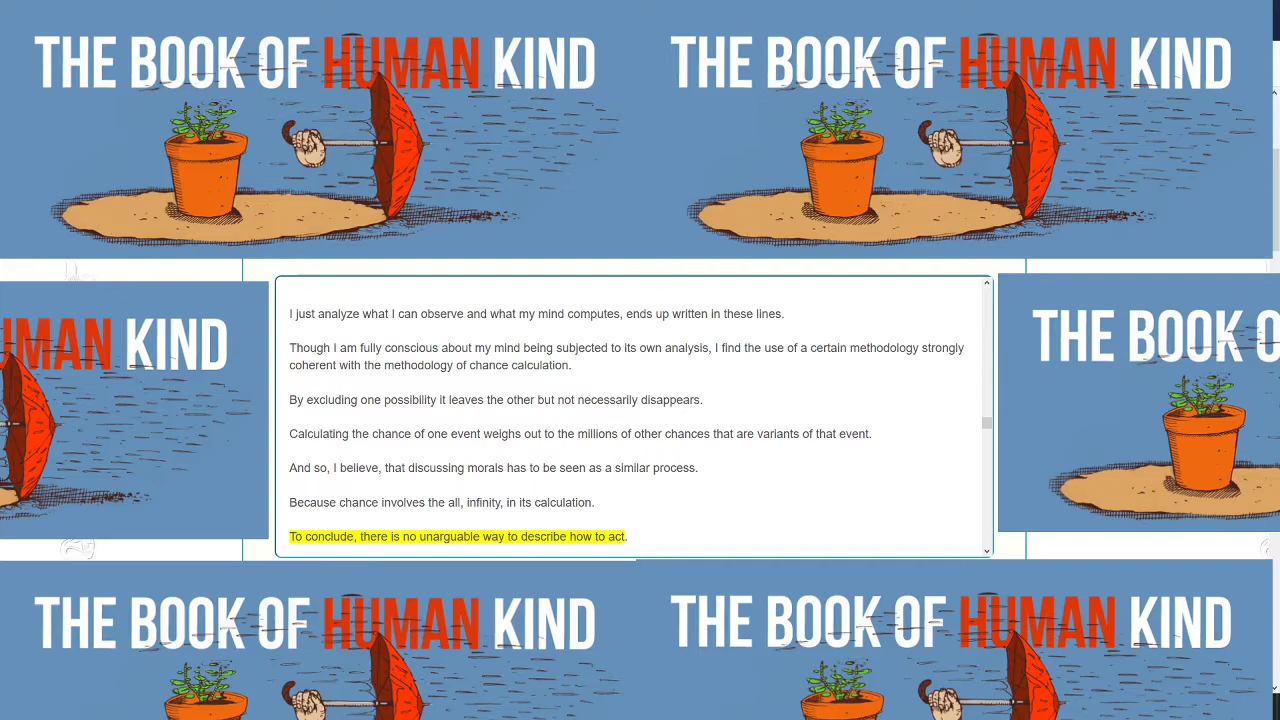 THE BOOK OF HUMAN KIND
THE BOOK OF HUMAN KIND
I just analyze what I can observe and what my mind computes, ends up written in these lines.
Though I am fully conscious about my mind being subjected to its own analysis, I find the use of a certain methodology strongly
coherent with the methodology of chance calculation.
By excluding one possibility it leaves the other but not necessarily disappears.
Calculating the chance of one event weighs out to the millions of other chances that are variants of that event.
And so, I believe, that discussing morals has to be seen as a similar process.
Because chance involves the all, infinity, in its calculation.
To conclude, there is no unarguable way to describe how to act.
UMAN KIND
THE BOOK O
THE BOOK OF HUMAN KIND
THE BOOK OF HUMAN KIND